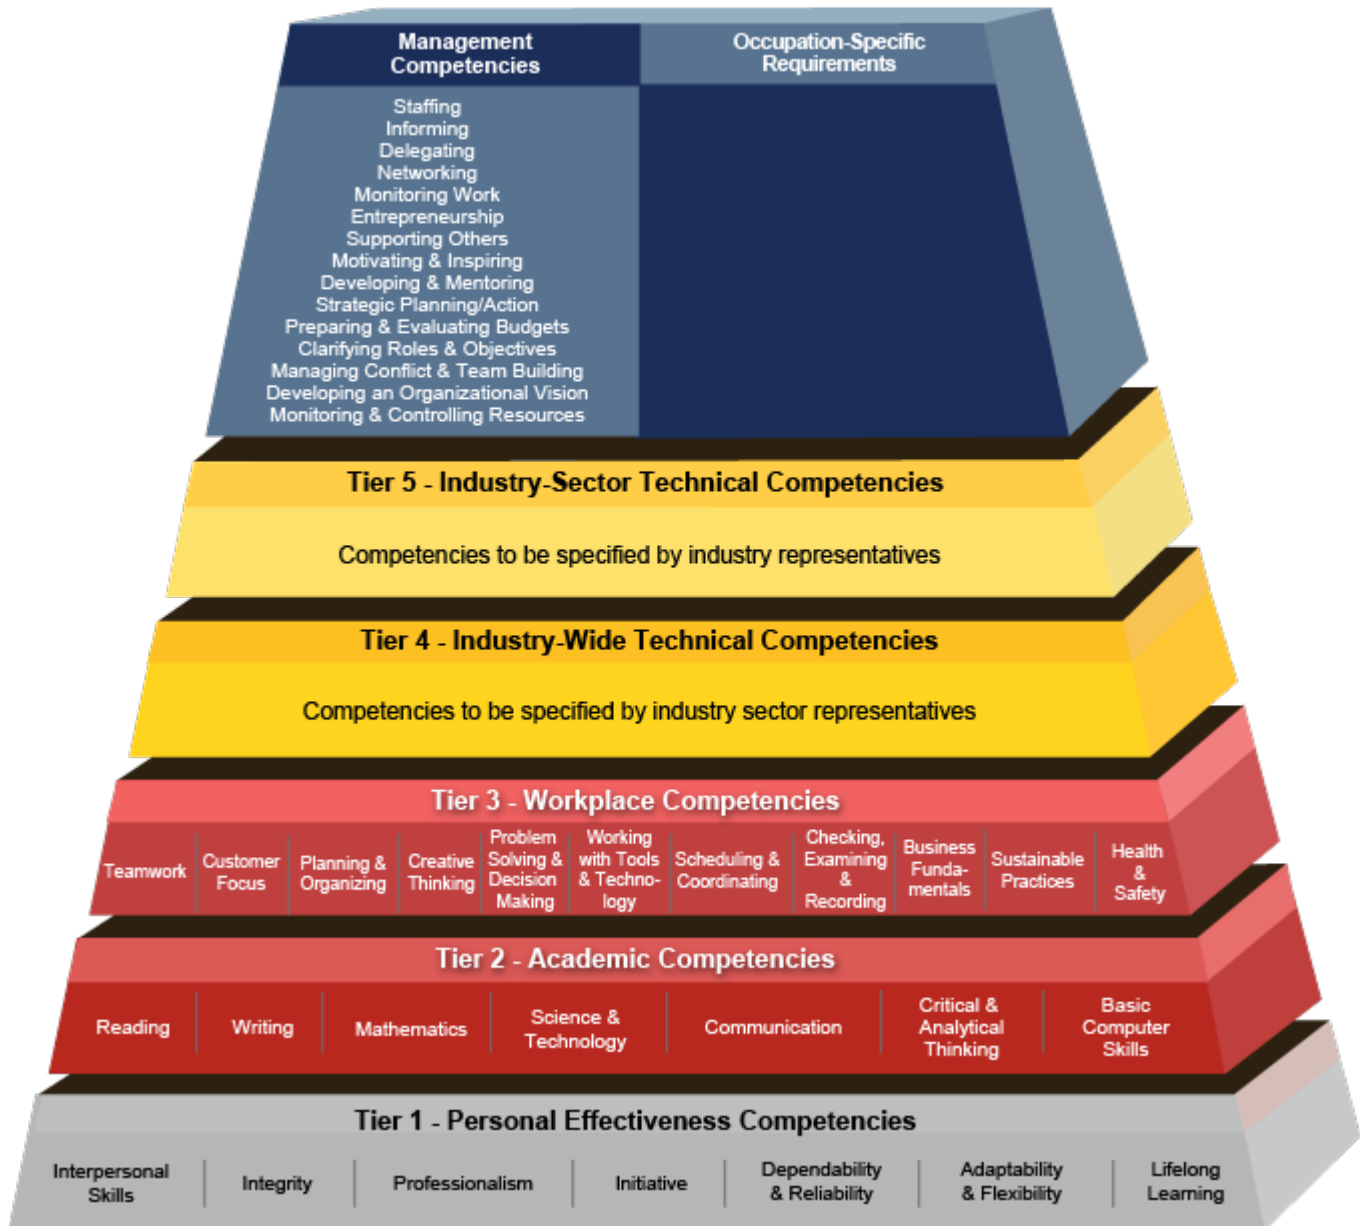 Management
Competencies
Occupation-Specific
Requirements
Staffing
Informing
Delegating
Networking
Monitoring Work
Entrepreneurship
Supporting Others
Motivating & Inspiring
Developing & Mentoring
Strategic Planning/Action
Preparing & Evaluating Budgets
Clarifying Roles & Objectives
Managing Conflict & Team Building
Developing an Organizational Vision
Monitoring & Controlling Resources
Tier 5 - Industry-Sector Technical Competencies
Competencies to be specified by industry representatives
Tier 4 - Industry-Wide Technical Competencies
Competencies to be specified by industry sector representatives
Tier 3 - Workplace Competencies
Teamwork
Customer
Focus
Planning &
Organizing
Creative
Thinking
Problem
Solving &
Decision
Making
Working
with Tools
& Techno-
logy
Scheduling &
Coordinating
Checking,
Examining
&
Recording
Business
Funda-
mentals
Sustainable
Practices
Health
&
Safety
Tier 2 - Academic Competencies
Reading
Writing
Mathematics
Science &
Technology
Communication
Critical &
Analytical
Thinking
Basic
Computer
Skills
Tier 1 - Personal Effectiveness Competencies
Interpersonal
Skills
Integrity
Professionalism
Initiative
Dependability
& Reliability
Adaptability
& Flexibility
Lifelong
Learning